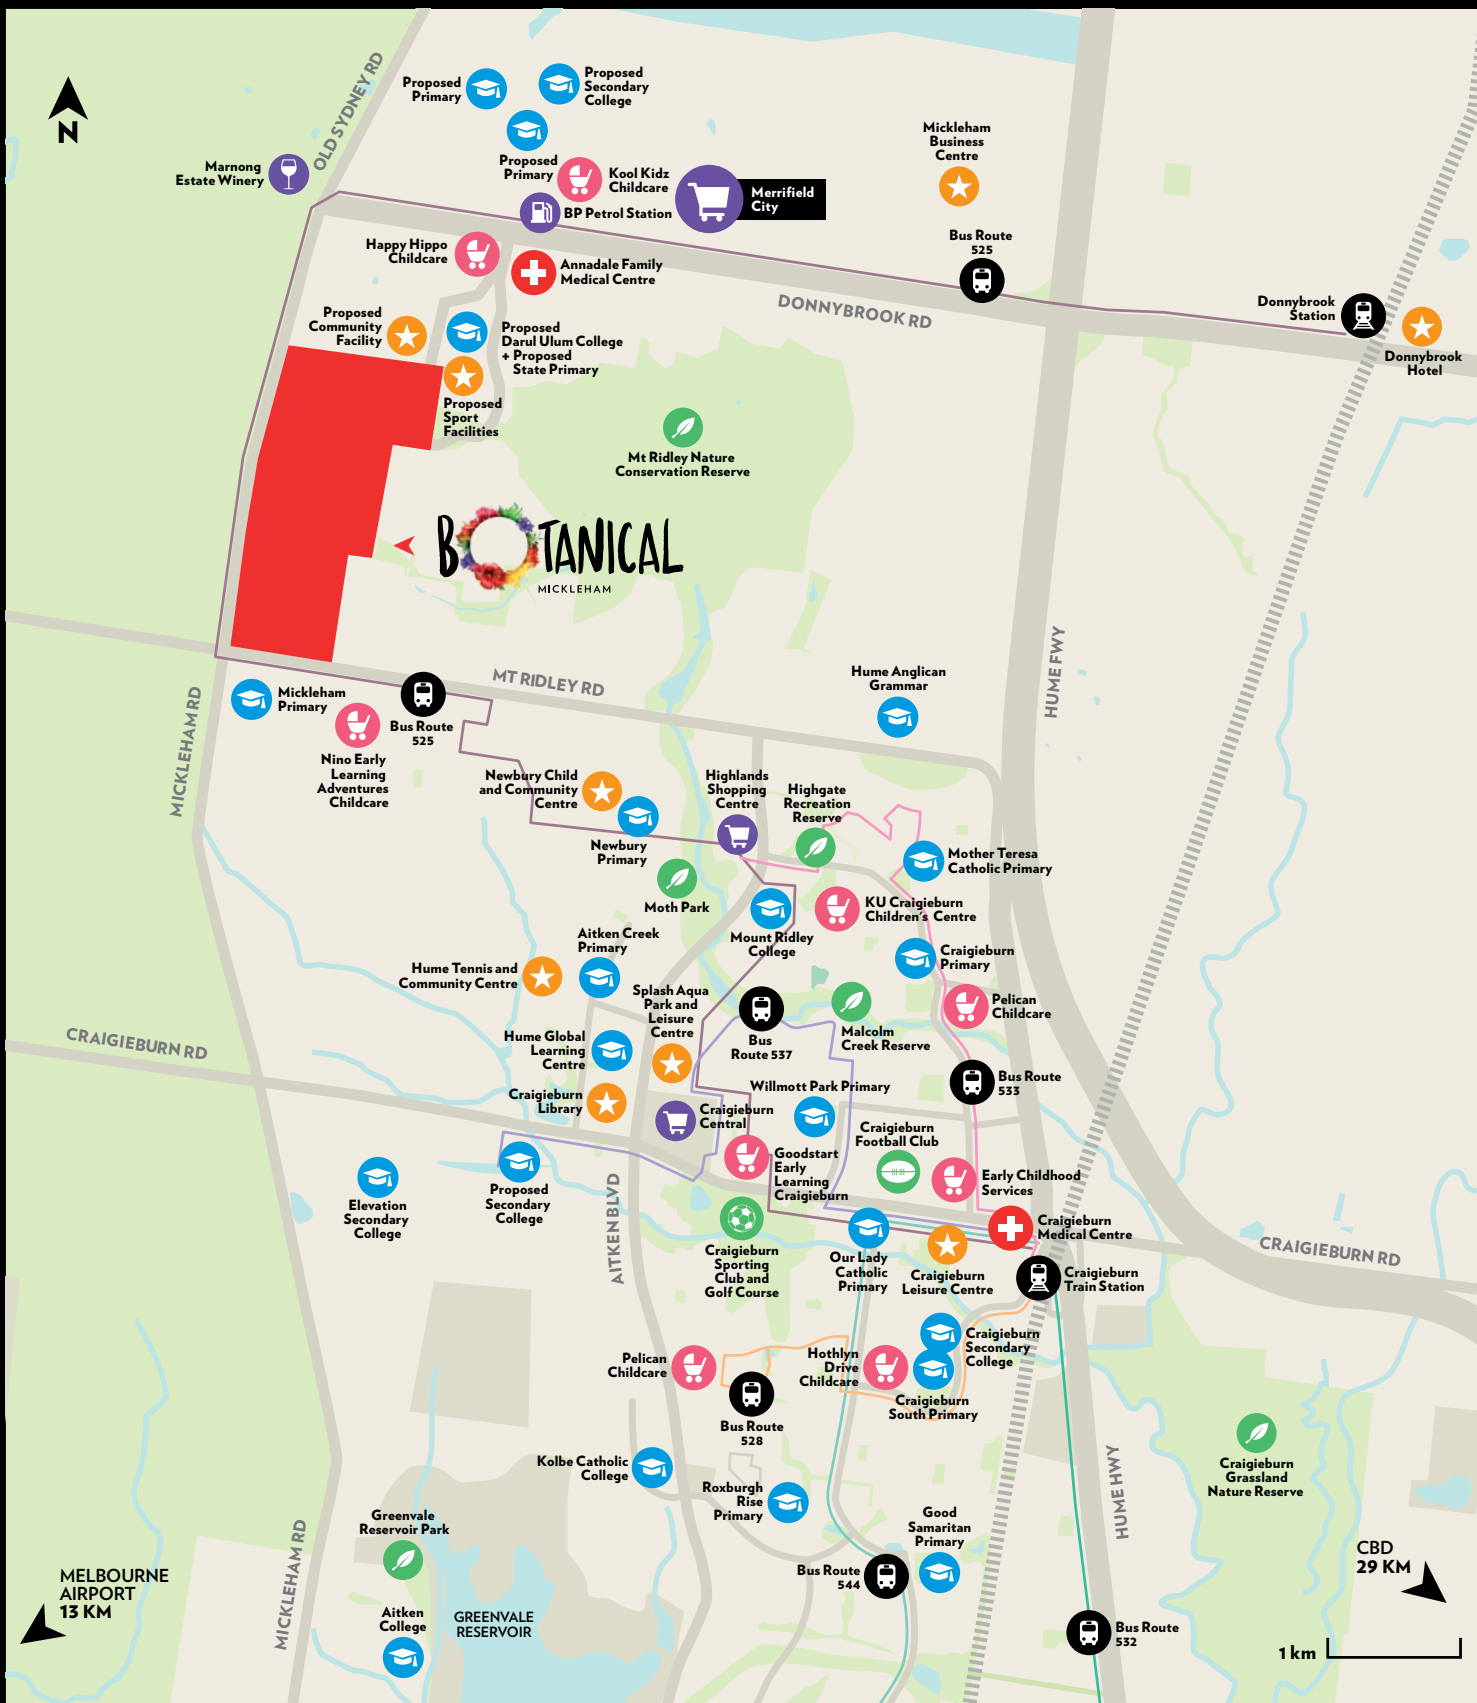 N
OLD SYDNEY RD
Proposed
Primary
Proposed
Secondary
College
Proposed
Primary
Marnong
Estate Winery
Kool Kidz
Childcare
Merrifield
City
BP Petrol Station
Mickleham
Business
Centre
Bus Route
525
Happy Hippo
Childcare
Annadale Family
Medical Centre
DONNYBROOK RD
Donnybrook
Station
Donnybrook
Hotel
Proposed
Community
Facility
Proposed
Darul Ulum College
+ Proposed
State Primary
Proposed
Sport
Facilities
Mt Ridley Nature
Conservation Reserve
BOTANICAL
MICKLEHAM
MT RIDLEY RD
HUME FWY
Hume Anglican
Grammar
Mickleham
Primary
Bus Route
525
MICKLEHAM RD
Nino Early
Learning
Adventures
Childcare
Newbury Child
and Community
Centre
Newbury
Primary
Highlands
Shopping
Centre
Highgate
Recreation
Reserve
Mother Teresa
Catholic Primary
Moth Park
KU Craigieburn
Children's Centre
Mount Ridley
College
Aitken Creek
Primary
Craigieburn
Primary
Hume Tennis and
Community Centre
Splash Aqua
Park and
Leisure
Centre
Pelican
Childcare
Bus
Route 537
Malcolm
Creek Reserve
CRAIGIEBURN RD
Hume Global
Learning
Centre
Bus Route
533
Willmott Park Primary
Craigieburn
Library
Craigieburn
Central
Craigieburn
Football Club
Goodstart
Early
Learning
Craigieburn
Early Childhood
Services
Elevation
Secondary
College
Proposed
Secondary
College
AITKEN BLVD
Craigieburn
Sporting
Club and
Golf Course
Our Lady
Catholic
Primary
Craigieburn
Leisure Centre
Craigieburn
Medical Centre
CRAIGIEBURN RD
Craigieburn
Train Station
Craigieburn
Secondary
College
Pelican
Childcare
Hothlyn
Drive
Childcare
Craigieburn
South Primary
Bus Route
528
Kolbe Catholic
College
Roxburgh
Rise
Primary
Craigieburn
Grassland
Nature Reserve
HUME HWY
Greenvale
Reservoir Park
Good
Samaritan
Primary
MICKLEHAM RD
MELBOURNE
AIRPORT
13 KM
Bus Route
544
CBD
29 KM
Aitken
College
GREENVALE
RESERVOIR
Bus Route
532
1 km